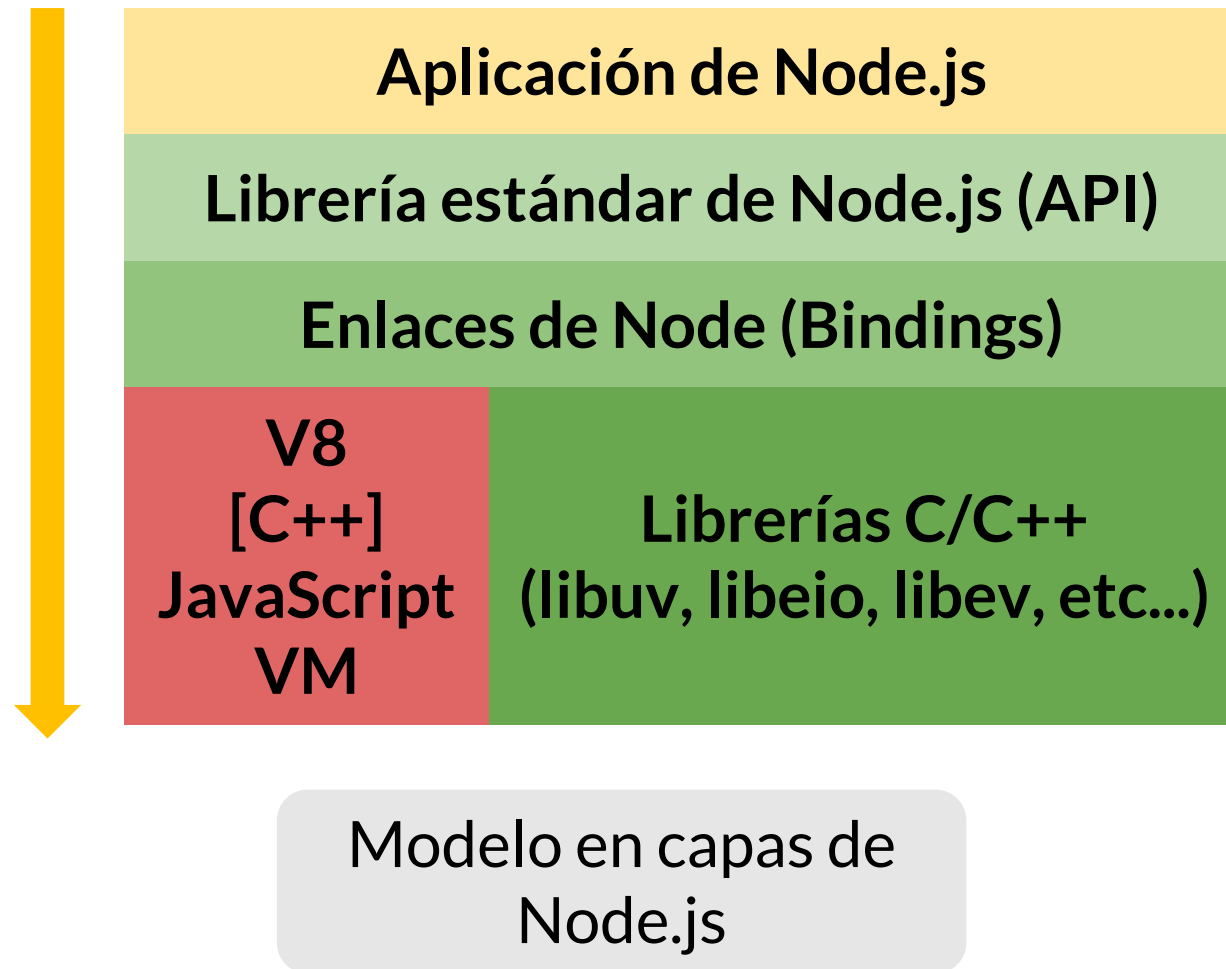 Aplicación de Node.js
Librería estándar de Node.js (API)
Enlaces de Node (Bindings)
V8
[C++]
JavaScript
VM
Librerías C/C++
(libuv, libeio, libev, etc...)
Modelo en capas de
Node.js